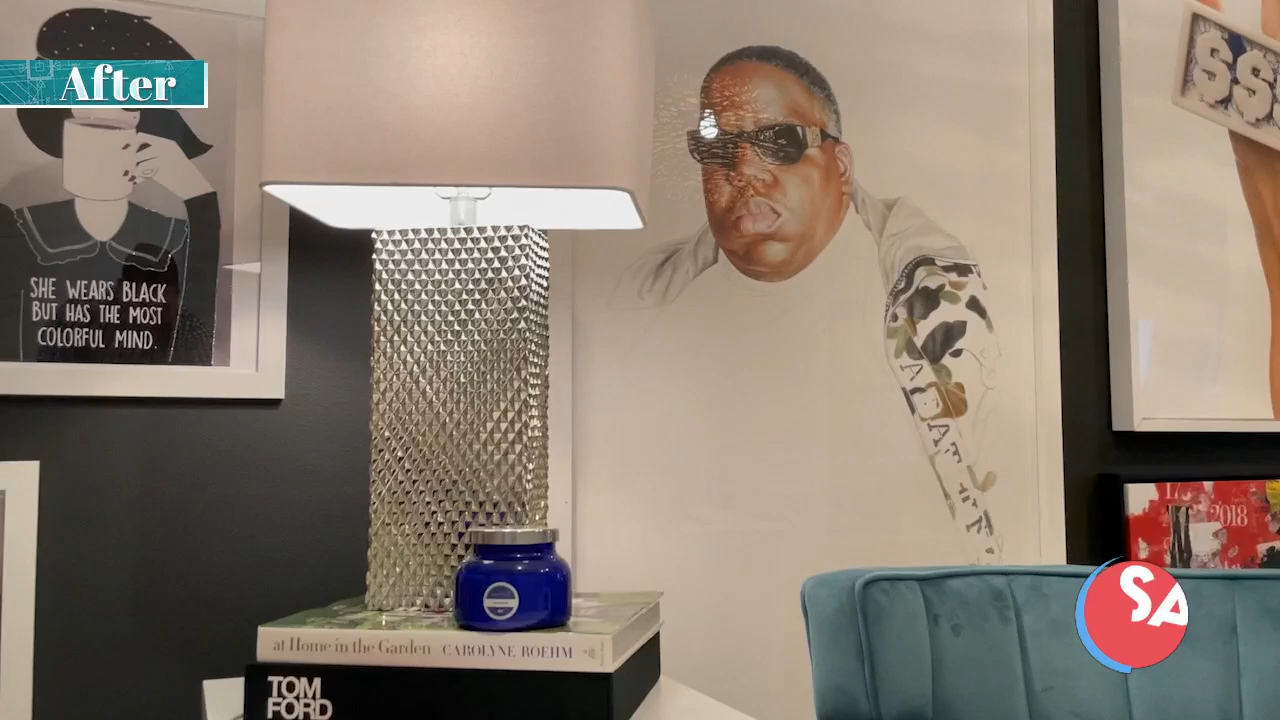 After
SHE WEARS BLACK
BUT HAS THE MOST
COLORFUL MIND.
$$$
A
BAT
2018
at Home in the Garden CAROLYNE ROEHM
TOM
FORD
SA